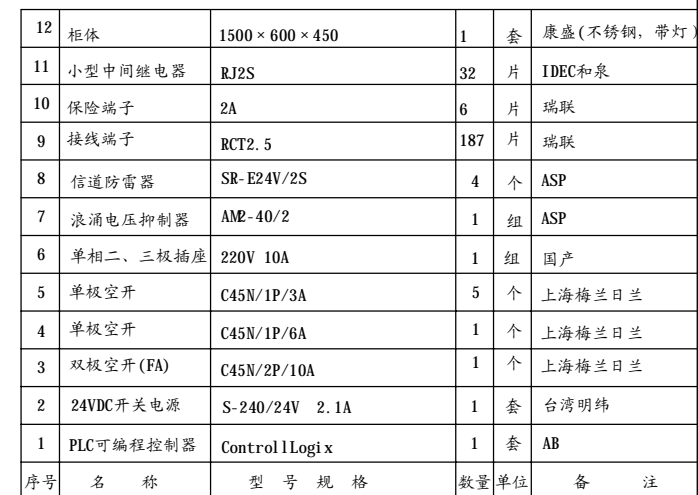 12 柜体 1500×600×450 1 套 康盛(不锈钢, 带灯)
11 小型中间继电器 RJ2S 32 片 IDEC和泉
10 保险端子 2A 6 片 瑞联
9 接线端子 RCT2.5 187 片 瑞联
8 信道防雷器 SR-E24V/2S 4 个 ASP
7 浪涌电压抑制器 AM2-40/2 1 组 ASP
6 单相二、三极插座 220V 10A 1 组 国产
5 单极空开 C45N/1P/3A 5 个 上海梅兰日兰
4 单极空开 C45N/1P/6A 1 个 上海梅兰日兰
3 双极空开(FA) C45N/2P/10A 1 个 上海梅兰日兰
2 24VDC开关电源 S-240/24V 2.1A 1 套 台湾明纬
1 PLC可编程控制器 ControllLogix 1 套 AB
序号 名 称 型 号 规 格 数量 单位 备 注